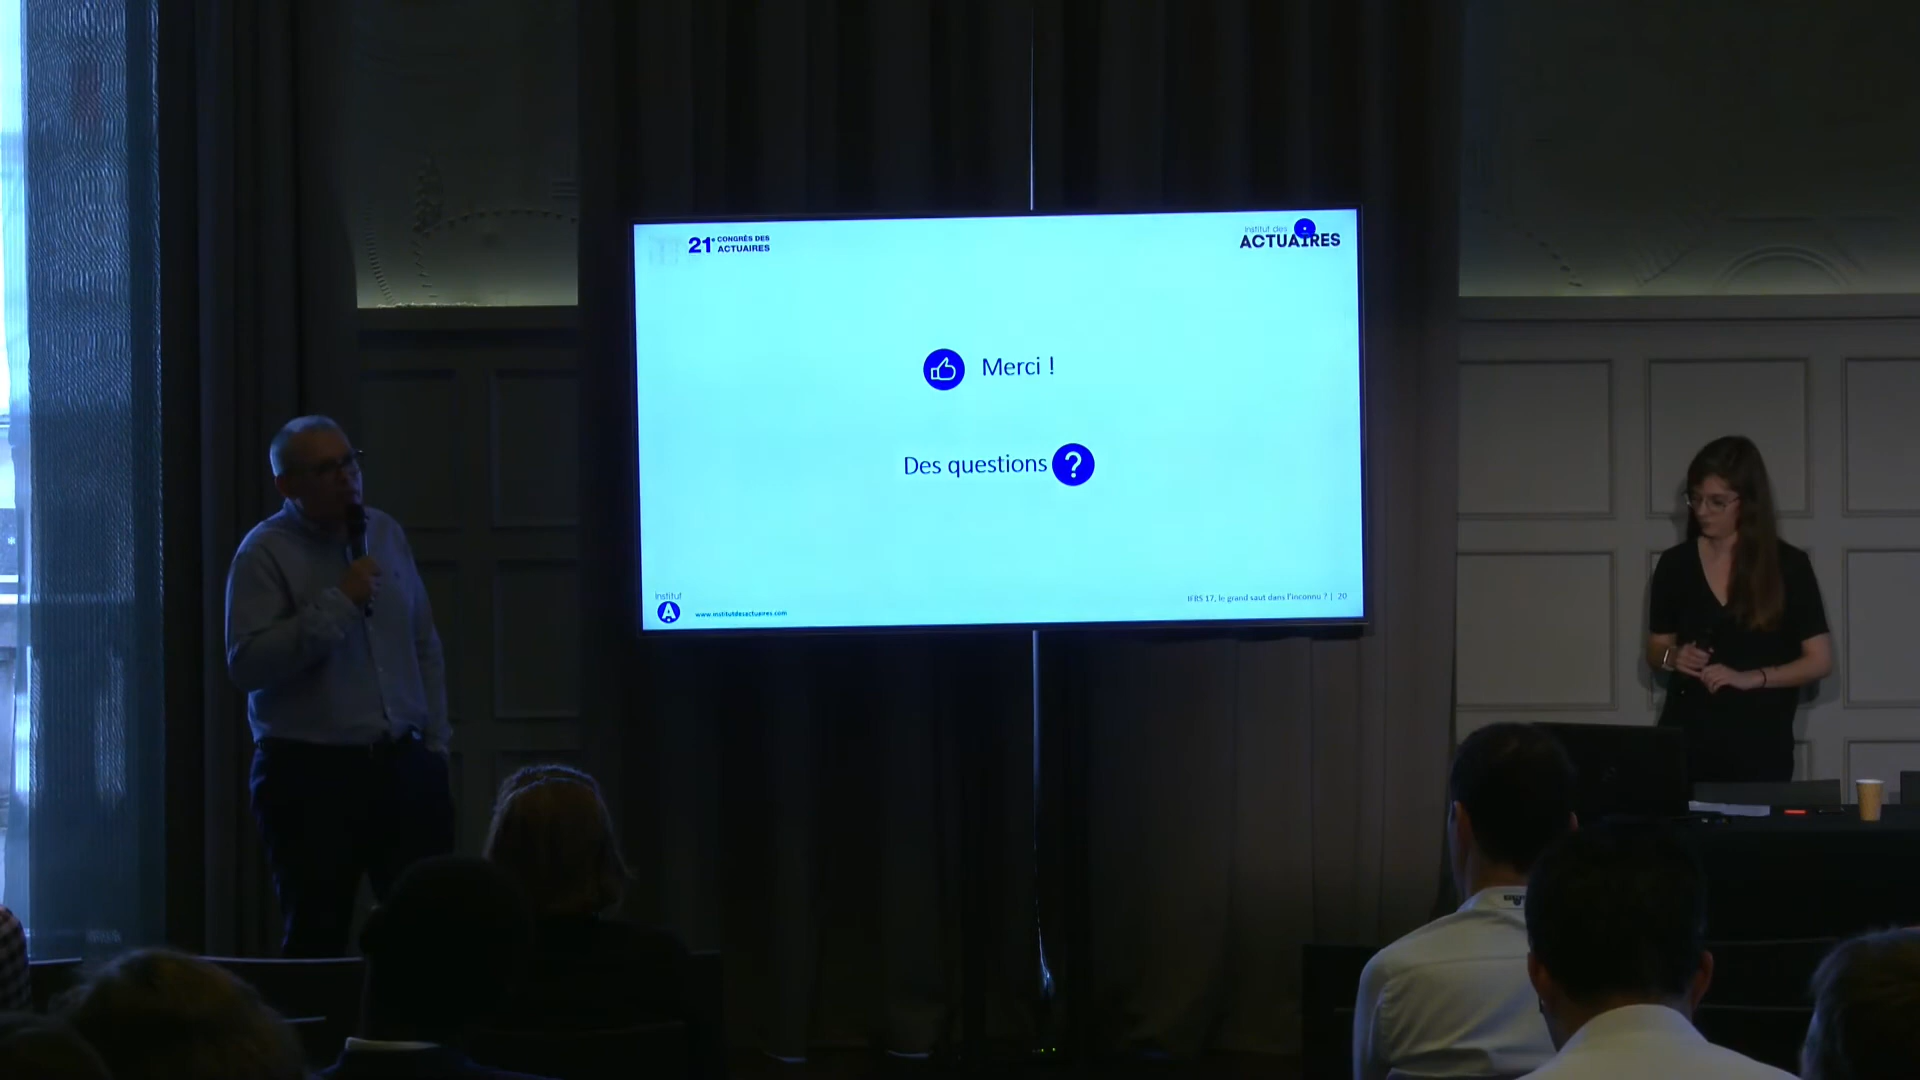 21e CONGRÈS DES
ACTUAIRES
Institut des
ACTUAIRES
Merci !
Des questions ?
Institut
A
www.institutdesactuaires.com
IFRS 17, le grand saut dans l'inconnu ? | 20